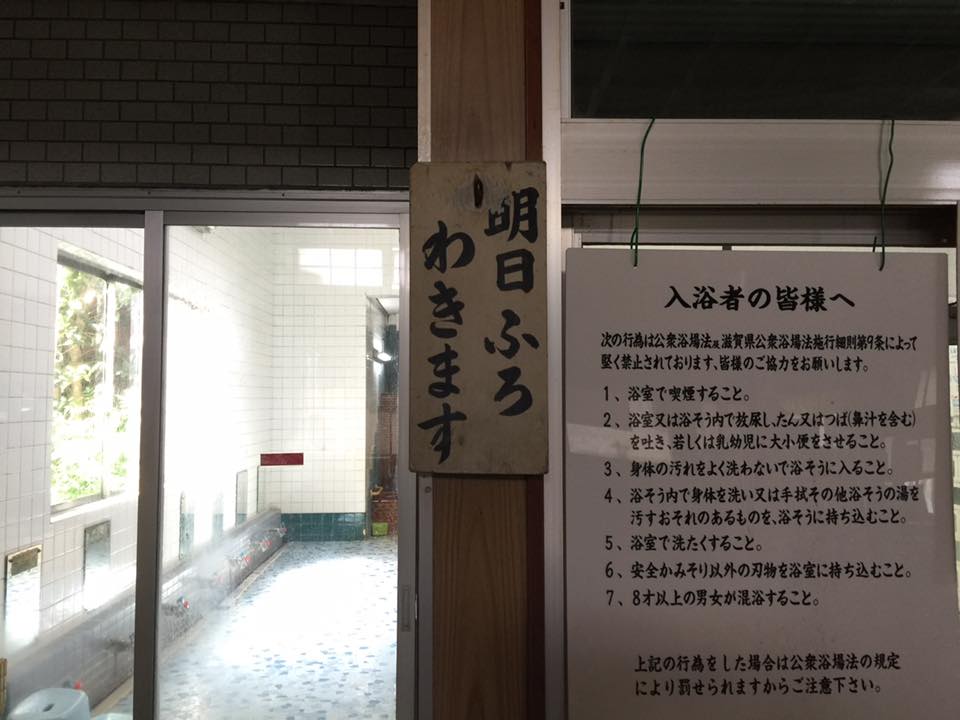 明日ふろ
わきます
入浴者の皆様へ
次の行為は公衆浴場法及滋賀県公衆浴場法施行細則第9条によって
堅く禁止されております、皆様のご協力をお願いします。
1、浴室で喫煙すること。
2、浴室又は浴そう内で放尿し、たん又はつば(鼻汁を含む)
を吐き、若しくは乳幼児に大小便をさせること。
3、身体の汚れをよく洗わないで浴そうに入ること。
4、浴そう内で身体を洗い又は手拭その他浴そうの湯を
汚すおそれのあるものを、浴そうに持ち込むこと。
5、浴室で洗たくすること。
6、安全かみそり以外の刃物を浴室に持ち込むこと。
7、8才以上の男女が混浴すること。
上記の行為をした場合は公衆浴場法の規定
により罰せられますからご注意下さい。